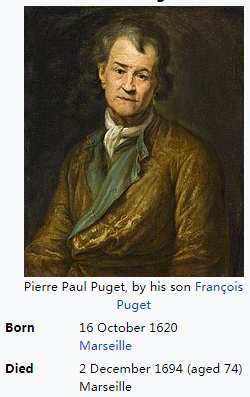 Pierre Paul Puget, by his son François
Puget
Born 16 October 1620
Marseille
Died 2 December 1694 (aged 74)
Marseille